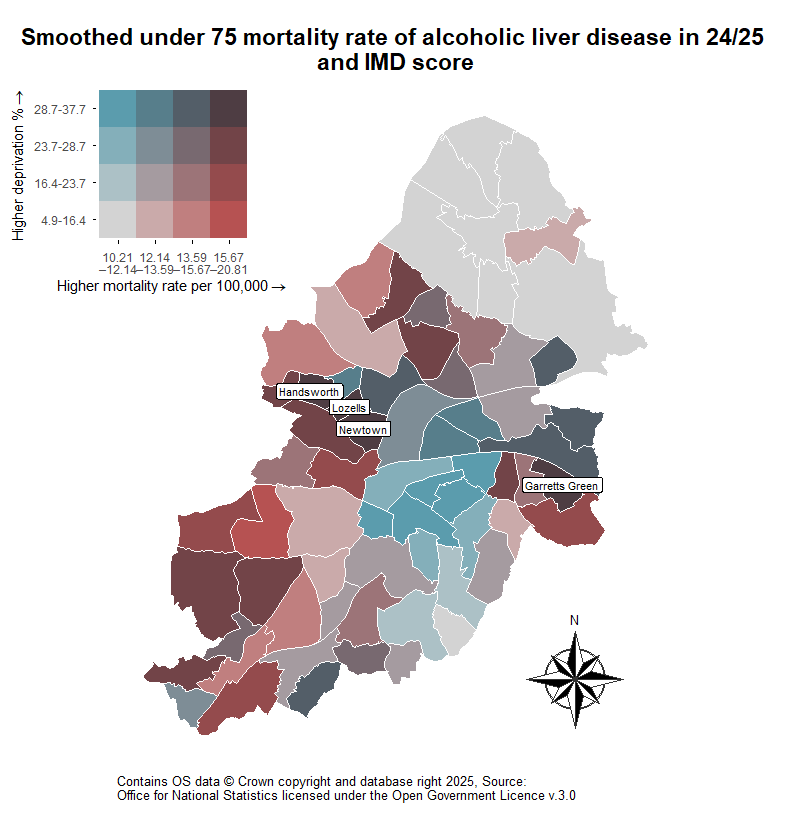 Smoothed under 75 mortality rate of alcoholic liver disease in 24/25
and IMD score
Higher deprivation % →
28.7-37.7
23.7-28.7
16.4-23.7
4.9-16.4
10.21 12.14 13.59 15.67
–12.14 –13.59 –15.67 –20.81
Higher mortality rate per 100,000 →
Handsworth
Lozells
Newtown
Garretts Green
N
Contains OS data © Crown copyright and database right 2025, Source:
Office for National Statistics licensed under the Open Government Licence v.3.0